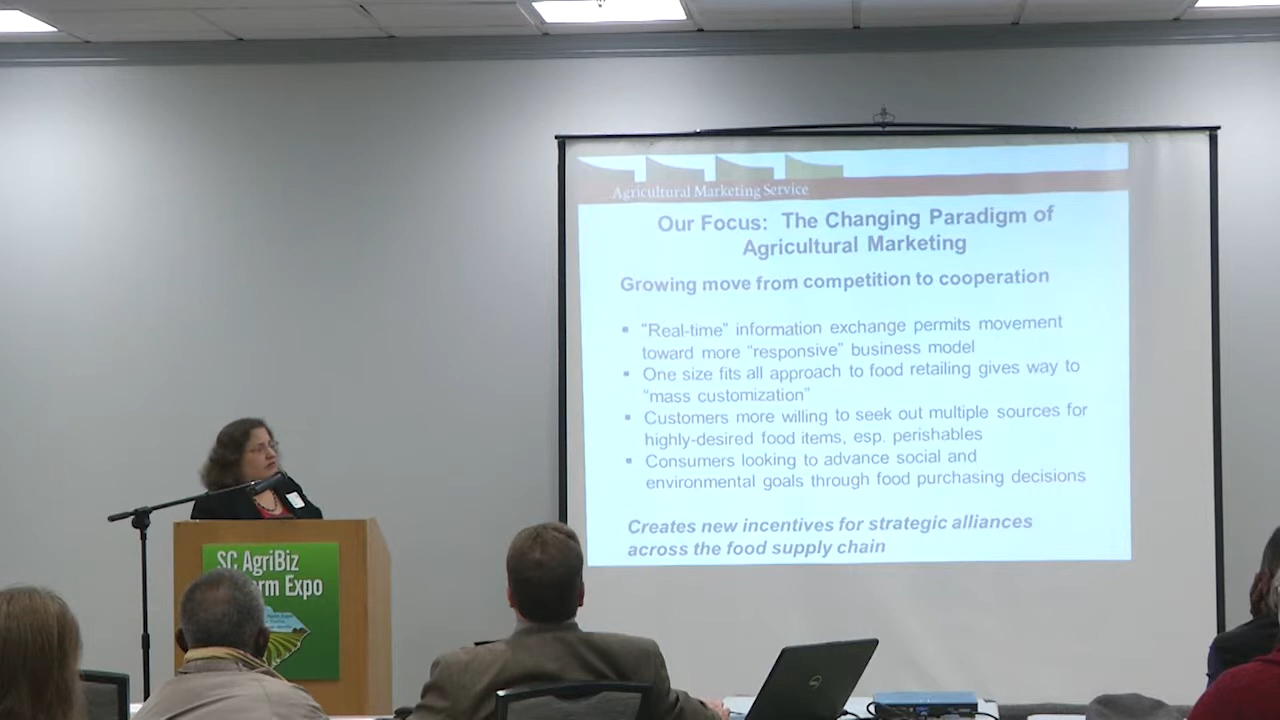 Agricultural Marketing Service
Our Focus: The Changing Paradigm of
Agricultural Marketing
Growing move from competition to cooperation
▪ "Real-time" information exchange permits movement
toward more "responsive" business model
▪ One size fits all approach to food retailing gives way to
"mass customization"
▪ Customers more willing to seek out multiple sources for
highly-desired food items, esp. perishables
▪ Consumers looking to advance social and
environmental goals through food purchasing decisions
Creates new incentives for strategic alliances
across the food supply chain
SC AgriBiz
Expo
DELL